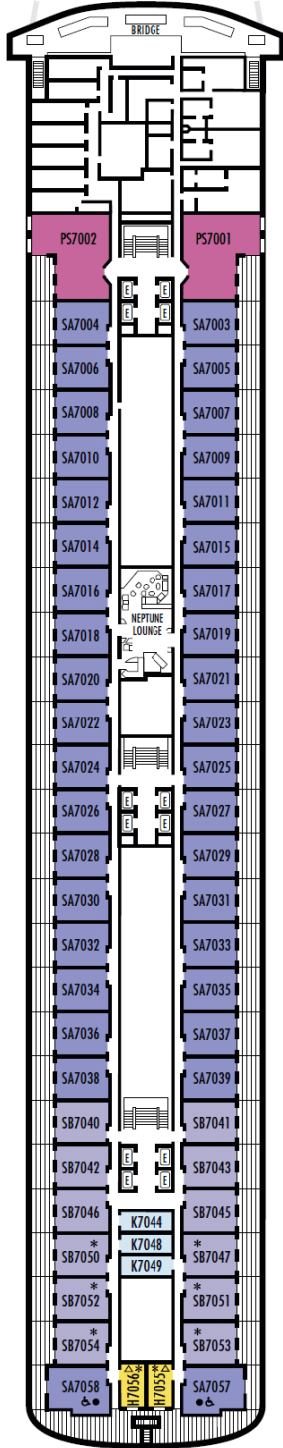 BRIDGE
PS7002 PS7001
E E
E E
SA7004 SA7003
SA7006 SA7005
SA7008 SA7007
SA7010 SA7009
SA7012 SA7011
SA7014 SA7015
SA7016 SA7017
NEPTUNE
LOUNGE
SA7018 SA7019
SA7020 SA7021
SA7022 SA7023
SA7024 SA7025
E E
SA7026 SA7027
E E
SA7028 SA7029
SA7030 SA7031
SA7032 SA7033
SA7034 SA7035
SA7036 SA7037
SA7038 SA7039
SB7040 SB7041
E E
SB7042 SB7043
E E
SB7046 SB7045
K7044
K7048
* *
SB7050 SB7047
K7049
* *
SB7052 SB7051
* *
SB7054 SB7053
H7056* H7055*
SA7058 SA7057